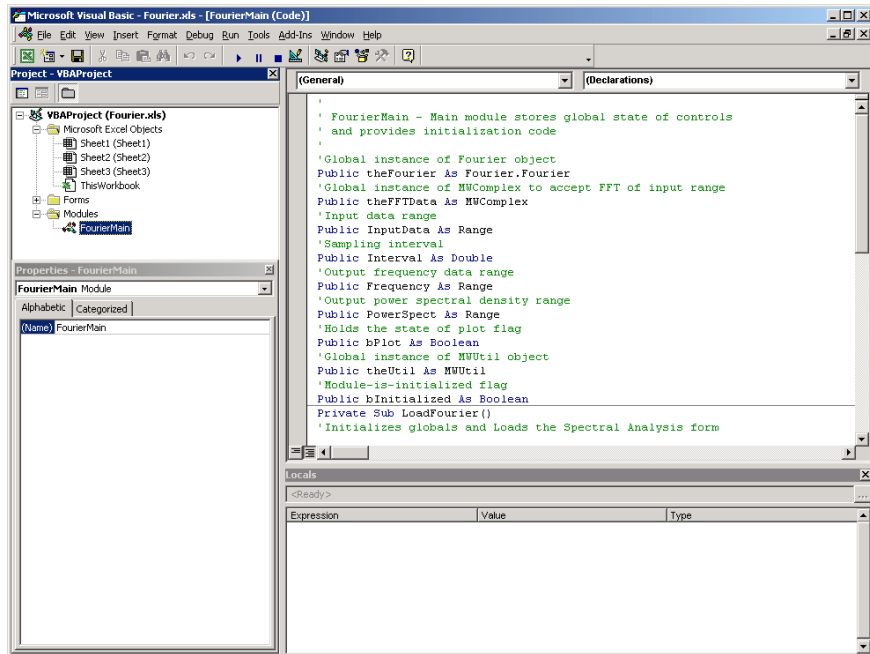 Microsoft Visual Basic - Fourier.xls - [FourierMain (Code)]
File Edit View Insert Format Debug Run Tools Add-Ins Window Help
Project - VBAProject
VBAProject (Fourier.xls)
Microsoft Excel Objects
Sheet1 (Sheet1)
Sheet2 (Sheet2)
Sheet3 (Sheet3)
ThisWorkbook
Forms
Modules
FourierMain
Properties - FourierMain
FourierMain Module
Alphabetic Categorized
(Name) FourierMain
(General) (Declarations)
'
' FourierMain - Main module stores global state of controls
' and provides initialization code
'
'Global instance of Fourier object
Public theFourier As Fourier.Fourier
'Global instance of MWComplex to accept FFT of input range
Public theFFTData As MWComplex
'Input data range
Public InputData As Range
'Sampling interval
Public Interval As Double
'Output frequency data range
Public Frequency As Range
'Output power spectral density range
Public PowerSpect As Range
'Holds the state of plot flag
Public bPlot As Boolean
'Global instance of MWUtil object
Public theUtil As MWUtil
'Module-is-initialized flag
Public bInitialized As Boolean
Private Sub LoadFourier()
'Initializes globals and Loads the Spectral Analysis form
Locals
<Ready>
...
Expression Value Type